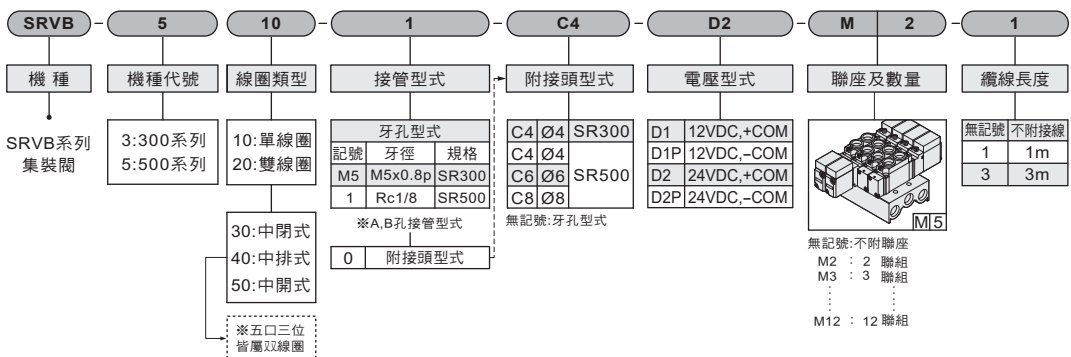 SRVB - 5 10 - 1 - C4 - D2 - M 2 - 1
機種
SRVB系列
集裝閥
機種代號
3:300系列
5:500系列
線圈類型
10:單線圈
20:雙線圈
30:中閉式
40:中排式
50:中開式
※五口三位
皆屬双線圈
接管型式
牙孔型式
記號 牙徑 規格
M5 M5x0.8p SR300
1 Rc1/8 SR500
※A,B孔接管型式
0 附接頭型式
附接頭型式
C4 Ø4 SR300
C4 Ø4
C6 Ø6 SR500
C8 Ø8
無記號:牙孔型式
電壓型式
D1 12VDC,+COM
D1P 12VDC,–COM
D2 24VDC,+COM
D2P 24VDC,–COM
聯座及數量
M 5
無記號:不附聯座
M2 : 2 聯組
M3 : 3 聯組
M12 : 12 聯組
纜線長度
無記號 不附接線
1 1m
3 3m